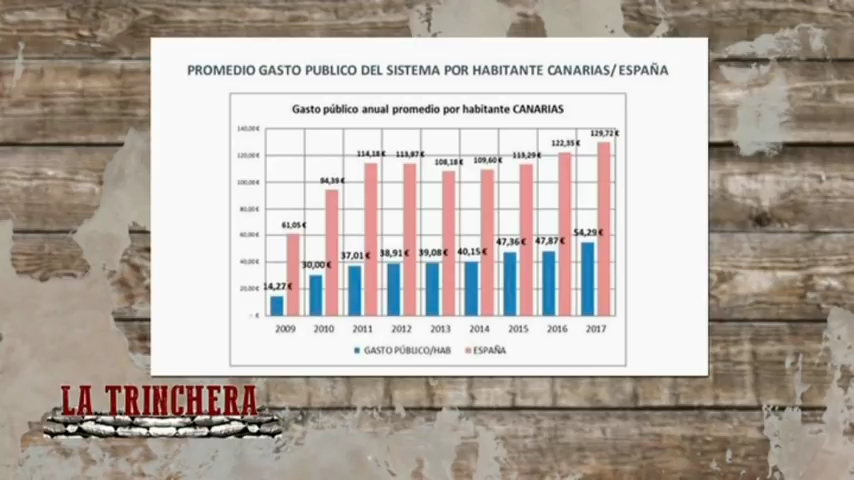 PROMEDIO GASTO PUBLICO DEL SISTEMA POR HABITANTE CANARIAS/ ESPAÑA
Gasto público anual promedio por habitante CANARIAS
140,00 €
120,00 €
100,00 €
80,00 €
60,00 €
40,00 €
20,00 €
- €
14,27 € 61,05 €
30,00 € 94,39 €
37,01 € 114,18 €
38,91 € 113,97 €
39,08 € 108,18 €
40,15 € 109,60 €
47,36 € 113,29 €
47,87 € 122,35 €
54,29 € 129,72 €
2009 2010 2011 2012 2013 2014 2015 2016 2017
GASTO PÚBLICO/HAB ESPAÑA
LA TRINCHERA